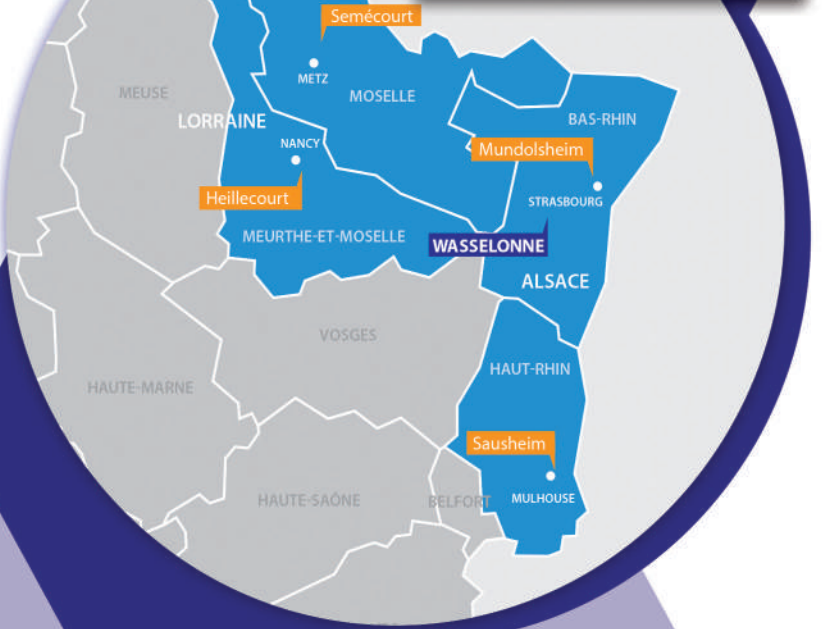 Semécourt
METZ
MEUSE
MOSELLE
LORRAINE
BAS-RHIN
NANCY
Mundolsheim
Heillecourt
STRASBOURG
MEURTHE-ET-MOSELLE
WASSELONNE
ALSACE
VOSGES
HAUT-RHIN
HAUTE-MARNE
Sausheim
HAUTE-SAÔNE
BELFORT
MULHOUSE